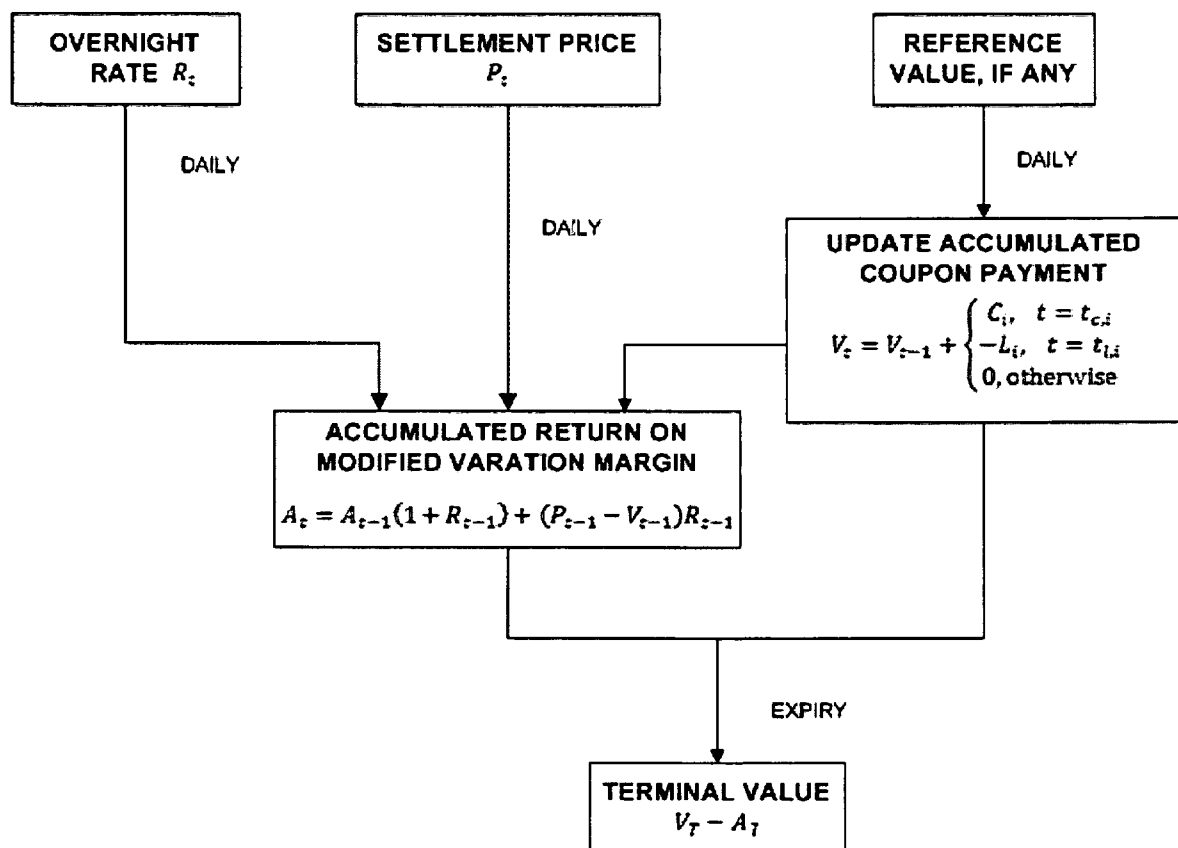 OVERNIGHT
RATE R_t
SETTLEMENT PRICE
P_t
REFERENCE
VALUE, IF ANY
DAILY
DAILY
DAILY
UPDATE ACCUMULATED
COUPON PAYMENT
V_t = V_{t-1} + { C_i, t = t_{c,i}
-L_i, t = t_{l,i}
0, otherwise
ACCUMULATED RETURN ON
MODIFIED VARATION MARGIN
A_t = A_{t-1}(1 + R_{t-1}) + (P_{t-1} − V_{t-1})R_{t-1}
EXPIRY
TERMINAL VALUE
V_T − A_T